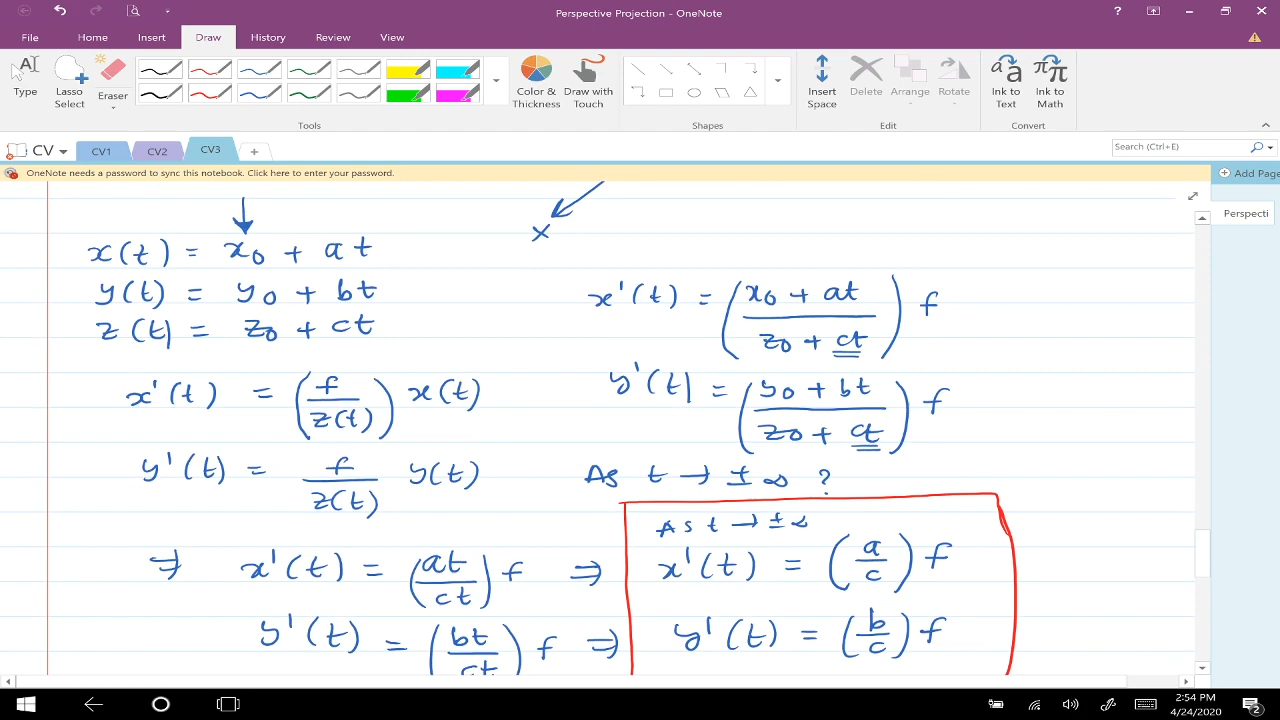 Perspective Projection - OneNote
?
File Home Insert Draw History Review View
Type
Lasso Select
Eraser
Color & Thickness
Draw with Touch
Insert Space
Delete
Arrange
Rotate
Ink to Text
Ink to Math
Tools
Shapes
Edit
Convert
CV CV1 CV2 CV3 +
Search (Ctrl+E)
OneNote needs a password to sync this notebook. Click here to enter your password.
Add Page
Perspecti
x
x(t) = x₀ + at
y(t) = y₀ + bt
z(t) = z₀ + ct
x'(t) = (f / z(t)) x(t)
y'(t) = f / z(t) y(t)
x'(t) = (x₀ + at / z₀ + ct) f
y'(t) = (y₀ + bt / z₀ + ct) f
As t → ± ∞ ?
⇒ x'(t) = (at / ct) f ⇒
y'(t) = (bt / ct) f ⇒
As t → ± ∞
x'(t) = (a / c) f
y'(t) = (b / c) f
2:54 PM
4/24/2020
2